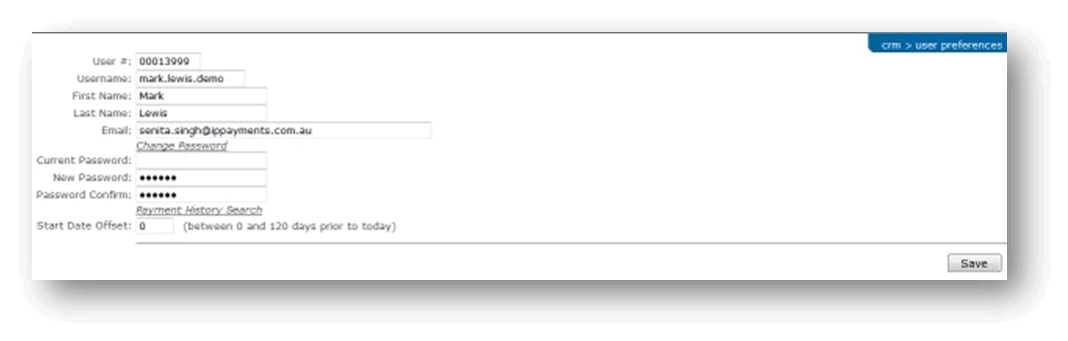 crm > user preferences
User #: 00013999
Username: mark.lewis.demo
First Name: Mark
Last Name: Lewis
Email: senita.singh@ippayments.com.au
Change Password
Current Password:
New Password: ••••••
Password Confirm: ••••••
Payment History Search
Start Date Offset: 0 (between 0 and 120 days prior to today)
Save